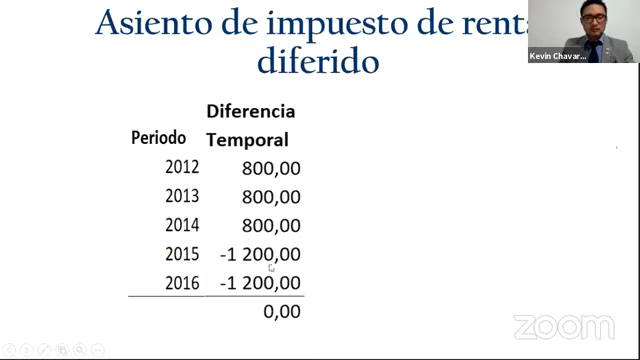 Asiento de impuesto de renta
diferido
Kevin Chavar...
Diferencia
Periodo Temporal
2012 800,00
2013 800,00
2014 800,00
2015 -1 200,00
2016 -1 200,00
0,00
zoom